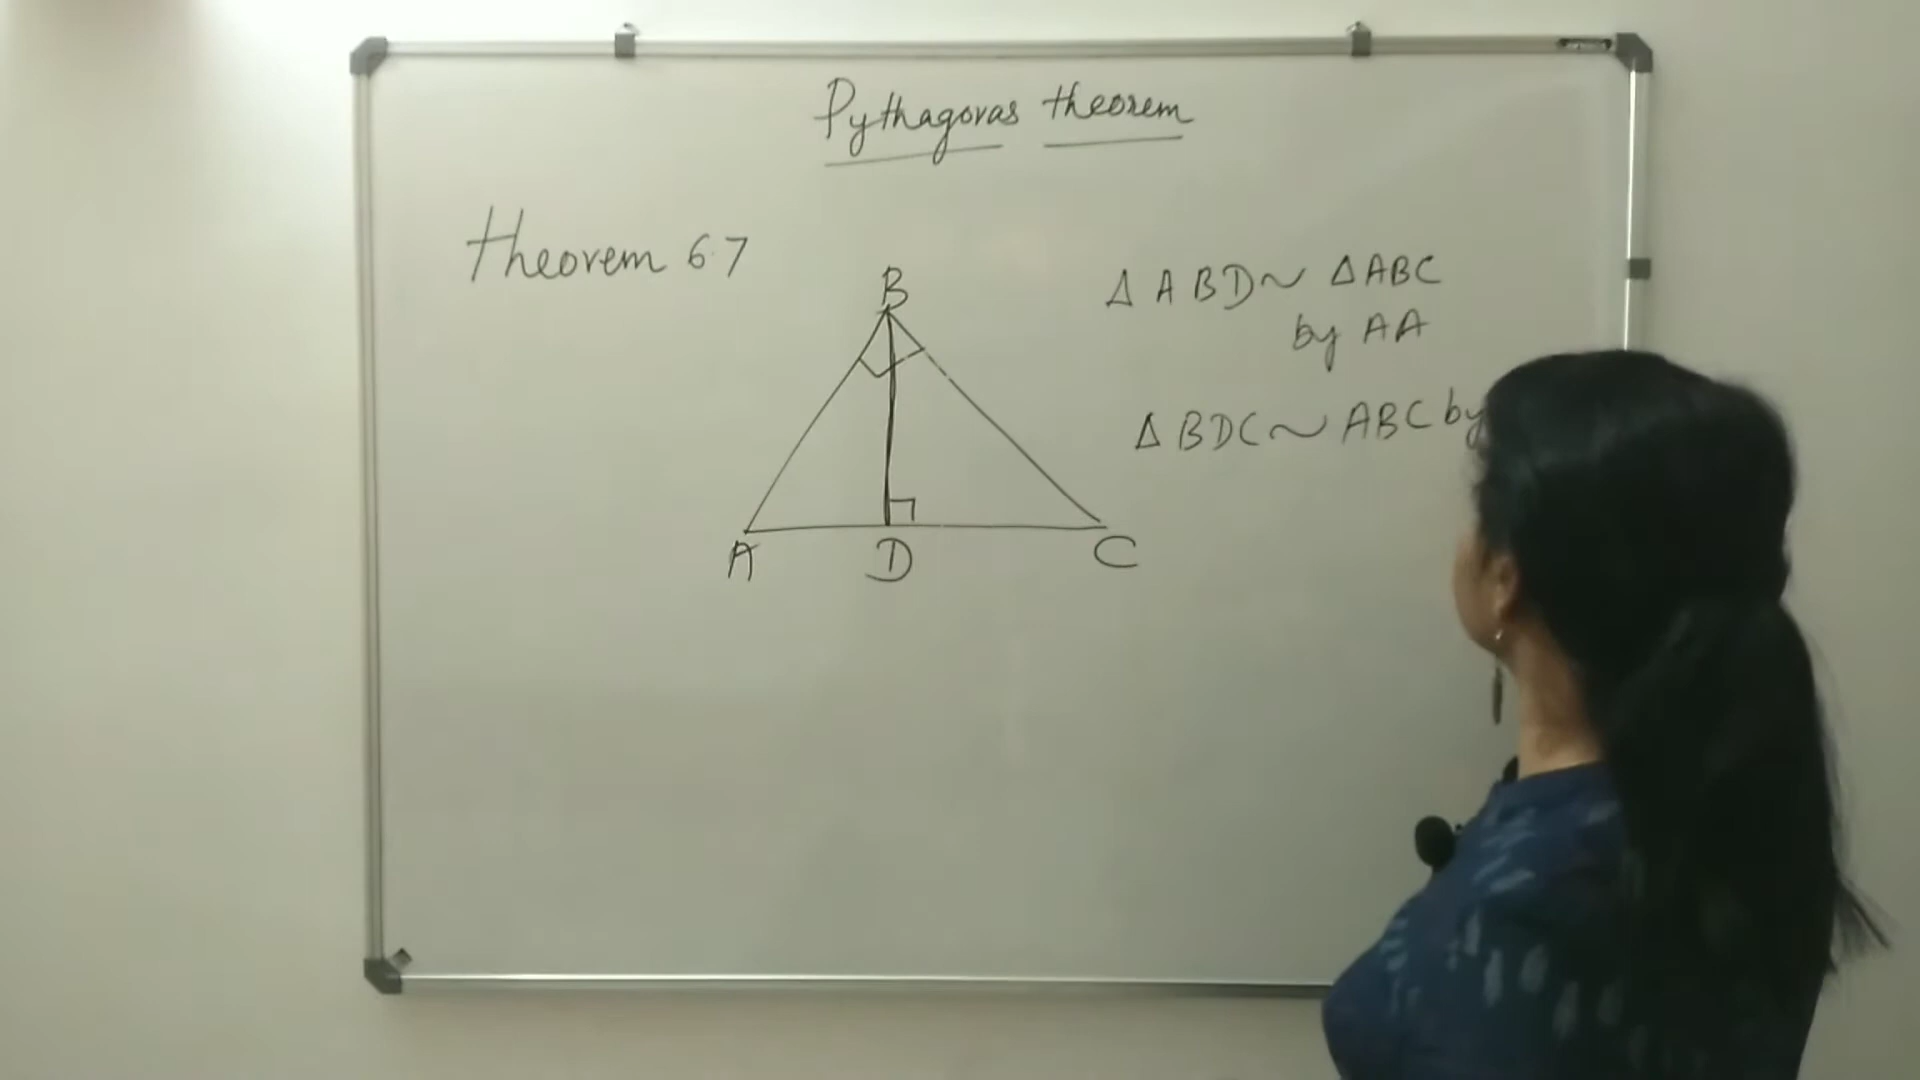 Pythagoras theorem
theorem 6.7
B
Δ ABD ~ Δ ABC
by AA
Δ BDC ~ ABC by
A D C